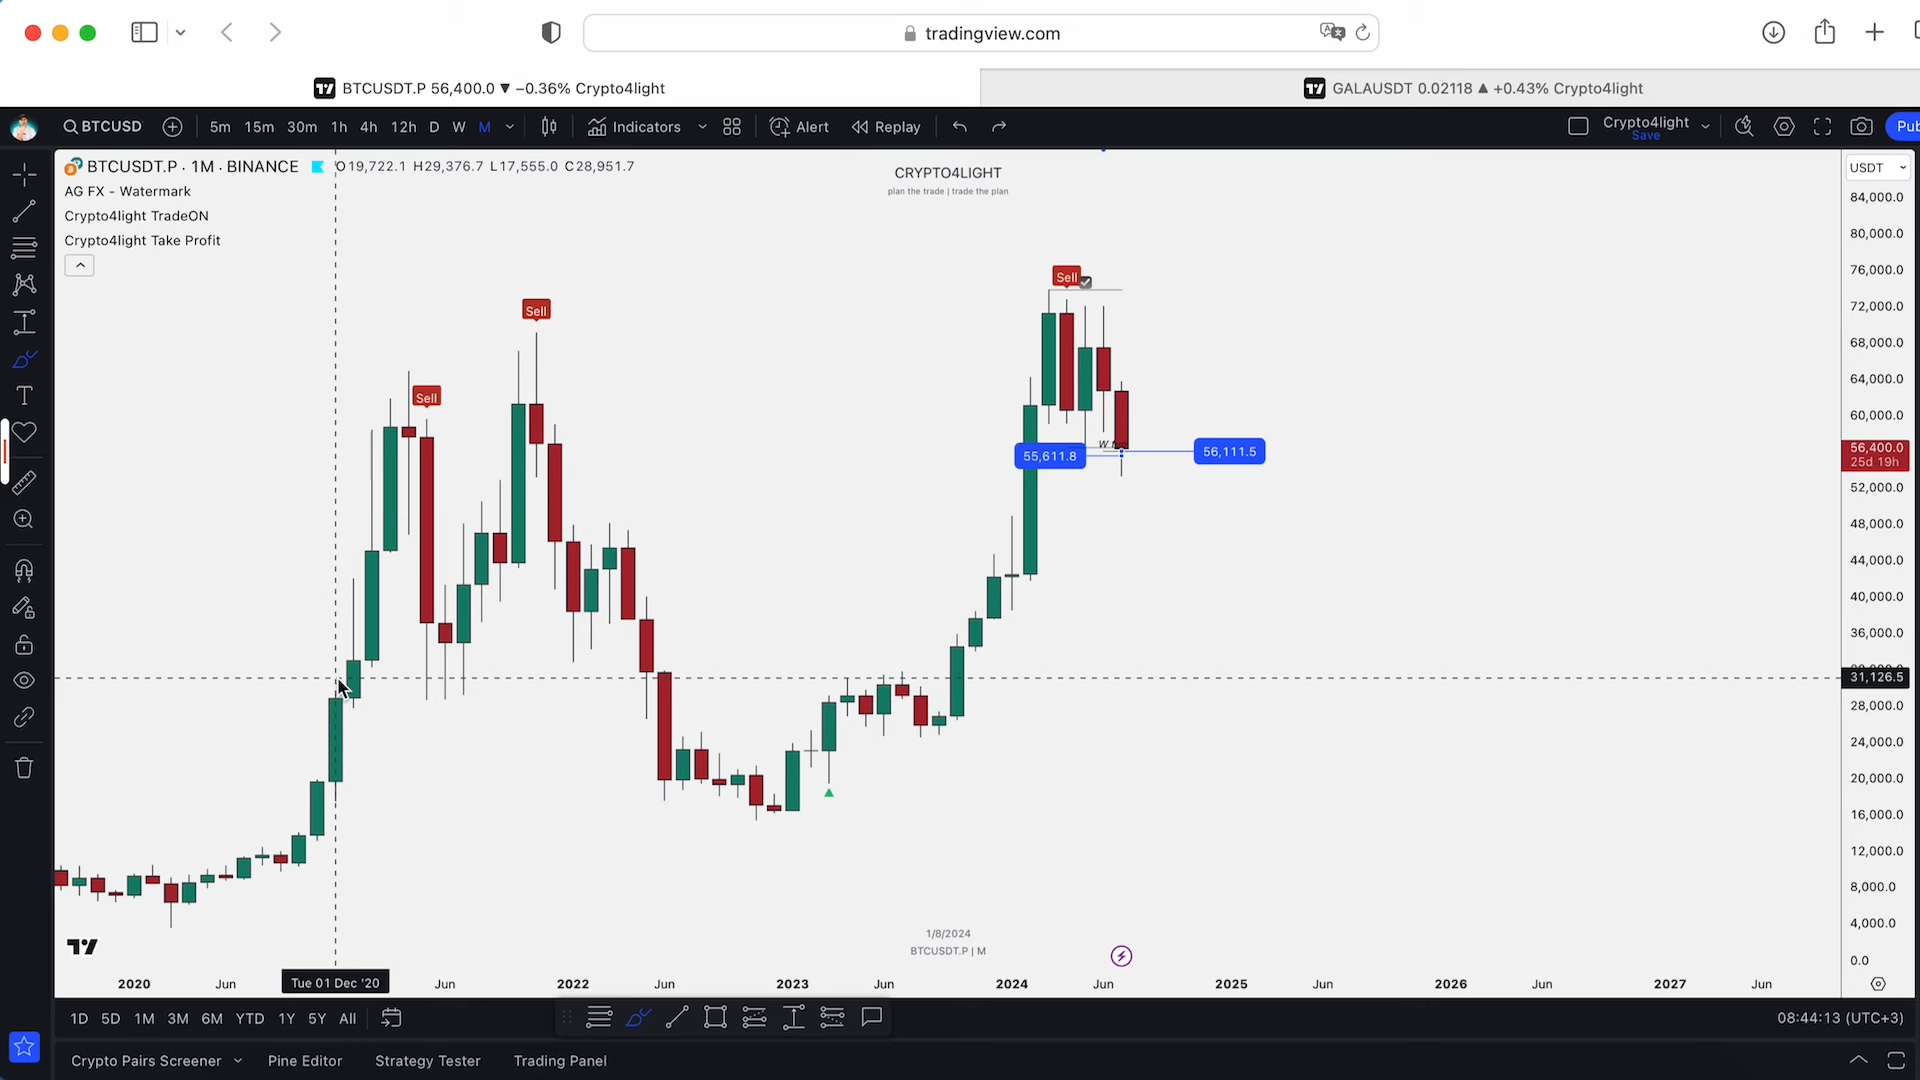 tradingview.com
BTCUSDT.P 56,400.0 ▼ −0.36% Crypto4light
GALAUSDT 0.02118 ▲ +0.43% Crypto4light
BTCUSD
5m 15m 30m 1h 4h 12h D W M
Indicators
Alert
Replay
Crypto4light
Save
Pub
BTCUSDT.P · 1M · BINANCE
O19,722.1 H29,376.7 L17,555.0 C28,951.7
AG FX - Watermark
Crypto4light TradeON
Crypto4light Take Profit
CRYPTO4LIGHT
plan the trade | trade the plan
USDT
84,000.0
80,000.0
76,000.0
72,000.0
68,000.0
64,000.0
60,000.0
56,400.0
25d 19h
52,000.0
48,000.0
44,000.0
40,000.0
36,000.0
31,126.5
28,000.0
24,000.0
20,000.0
16,000.0
12,000.0
8,000.0
4,000.0
0.0
Sell
Sell
Sell
55,611.8
56,111.5
1/8/2024
BTCUSDT.P | M
2020 Jun Tue 01 Dec '20 Jun 2022 Jun 2023 Jun 2024 Jun 2025 Jun 2026 Jun 2027 Jun
1D 5D 1M 3M 6M YTD 1Y 5Y All
08:44:13 (UTC+3)
Crypto Pairs Screener
Pine Editor
Strategy Tester
Trading Panel